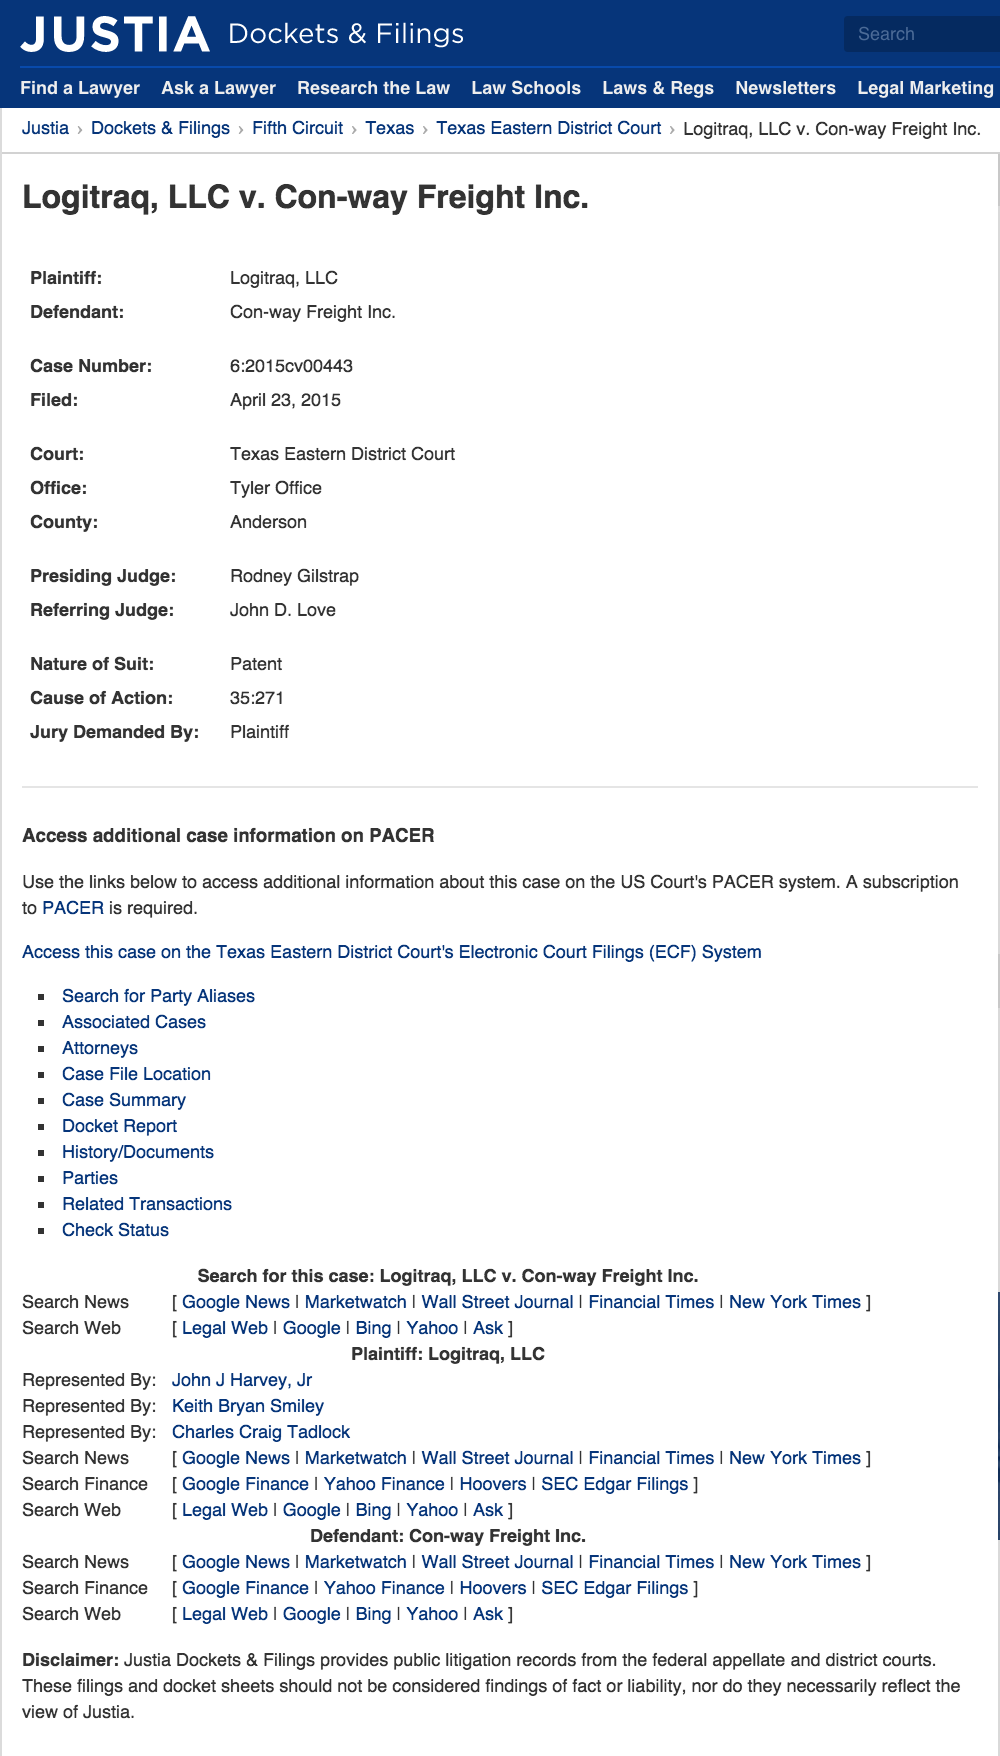 JUSTIA Dockets & Filings Search
Find a Lawyer Ask a Lawyer Research the Law Law Schools Laws & Regs Newsletters Legal Marketing
Justia › Dockets & Filings › Fifth Circuit › Texas › Texas Eastern District Court › Logitraq, LLC v. Con-way Freight Inc.
Logitraq, LLC v. Con-way Freight Inc.
Plaintiff: Logitraq, LLC
Defendant: Con-way Freight Inc.
Case Number: 6:2015cv00443
Filed: April 23, 2015
Court: Texas Eastern District Court
Office: Tyler Office
County: Anderson
Presiding Judge: Rodney Gilstrap
Referring Judge: John D. Love
Nature of Suit: Patent
Cause of Action: 35:271
Jury Demanded By: Plaintiff
Access additional case information on PACER
Use the links below to access additional information about this case on the US Court's PACER system. A subscription
to PACER is required.
Access this case on the Texas Eastern District Court's Electronic Court Filings (ECF) System
▪ Search for Party Aliases
▪ Associated Cases
▪ Attorneys
▪ Case File Location
▪ Case Summary
▪ Docket Report
▪ History/Documents
▪ Parties
▪ Related Transactions
▪ Check Status
Search for this case: Logitraq, LLC v. Con-way Freight Inc.
Search News [ Google News | Marketwatch | Wall Street Journal | Financial Times | New York Times ]
Search Web [ Legal Web | Google | Bing | Yahoo | Ask ]
Plaintiff: Logitraq, LLC
Represented By: John J Harvey, Jr
Represented By: Keith Bryan Smiley
Represented By: Charles Craig Tadlock
Search News [ Google News | Marketwatch | Wall Street Journal | Financial Times | New York Times ]
Search Finance [ Google Finance | Yahoo Finance | Hoovers | SEC Edgar Filings ]
Search Web [ Legal Web | Google | Bing | Yahoo | Ask ]
Defendant: Con-way Freight Inc.
Search News [ Google News | Marketwatch | Wall Street Journal | Financial Times | New York Times ]
Search Finance [ Google Finance | Yahoo Finance | Hoovers | SEC Edgar Filings ]
Search Web [ Legal Web | Google | Bing | Yahoo | Ask ]
Disclaimer: Justia Dockets & Filings provides public litigation records from the federal appellate and district courts.
These filings and docket sheets should not be considered findings of fact or liability, nor do they necessarily reflect the
view of Justia.